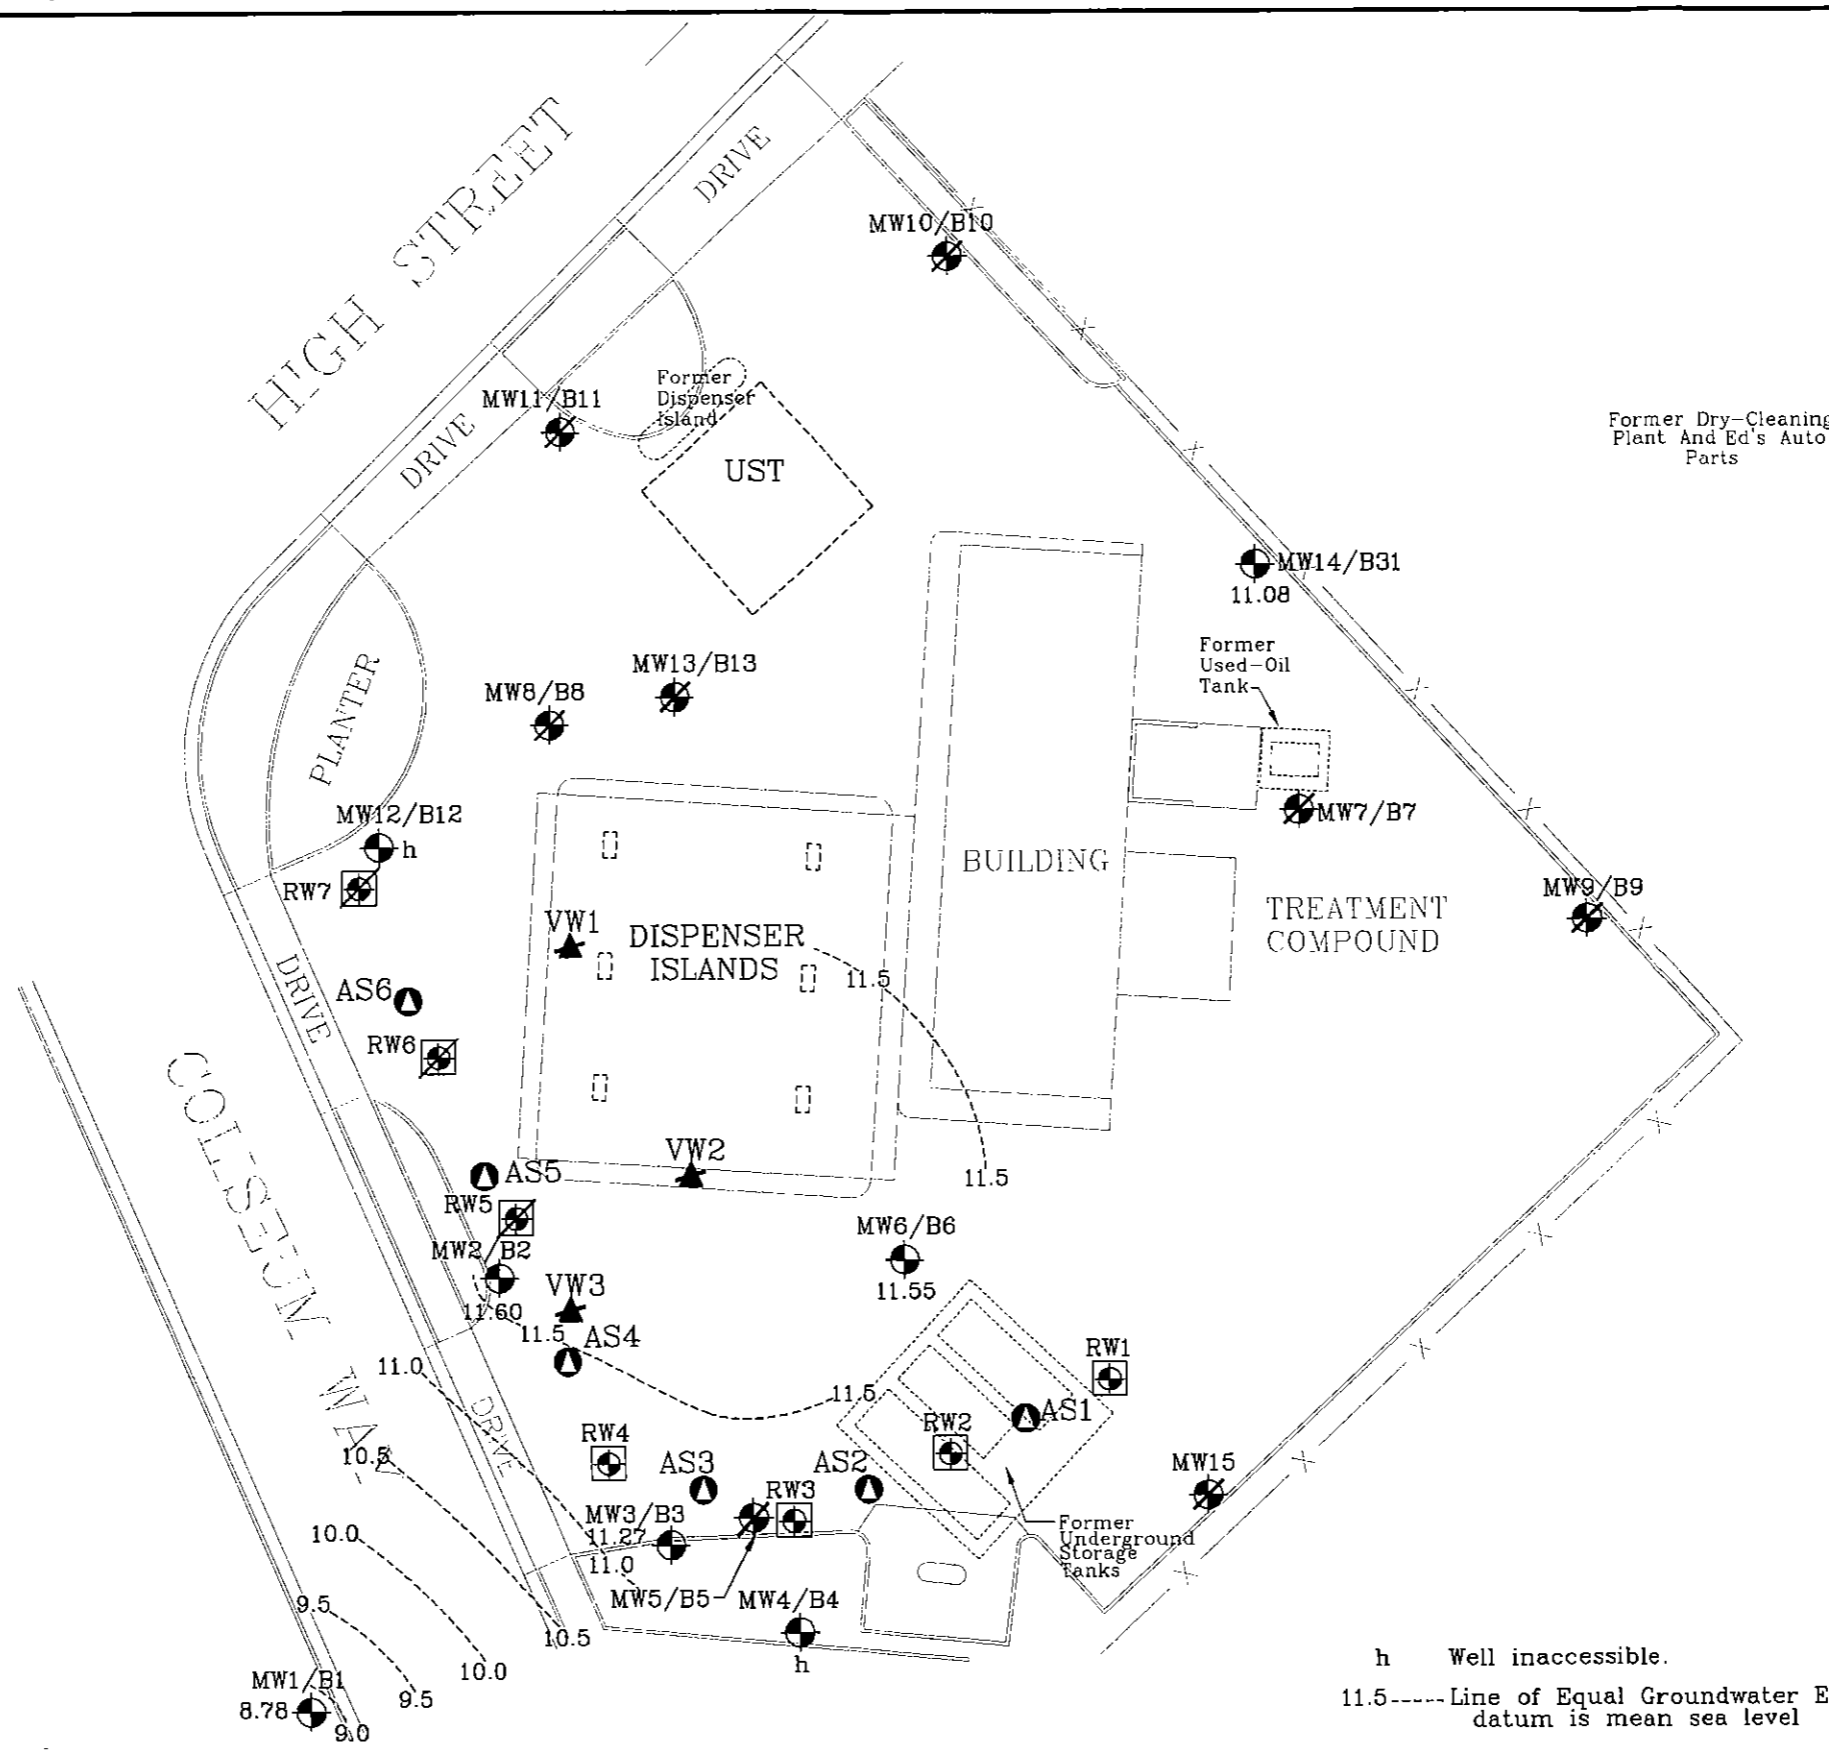 HIGH STREET
DRIVE
MW10/B10
MW11/B11
Former
Dispenser
Island
DRIVE
UST
Former Dry-Cleaning
Plant And Ed's Auto
Parts
MW14/B31
11.08
Former
Used-Oil
Tank
MW13/B13
MW8/B8
PLANTER
MW12/B12
h
RW7
MW7/B7
BUILDING
TREATMENT
COMPOUND
MW9/B9
VW1
DISPENSER
ISLANDS
11.5
AS6
DRIVE
RW6
COLISEUM WAY
VW2
11.5
AS5
RW5
MW2/B2
11.60
VW3
11.5
AS4
MW6/B6
11.55
11.0
11.5
RW1
AS1
RW2
DRIVE
RW4
10.5
AS3
AS2
RW3
MW15
MW3/B3
11.27
11.0
10.0
Former
Underground
Storage
Tanks
MW5/B5
MW4/B4
h
9.5
10.5
10.0
MW1/B1
8.78
9.5
9.0
h Well inaccessible.
11.5-----Line of Equal Groundwater E
datum is mean sea level